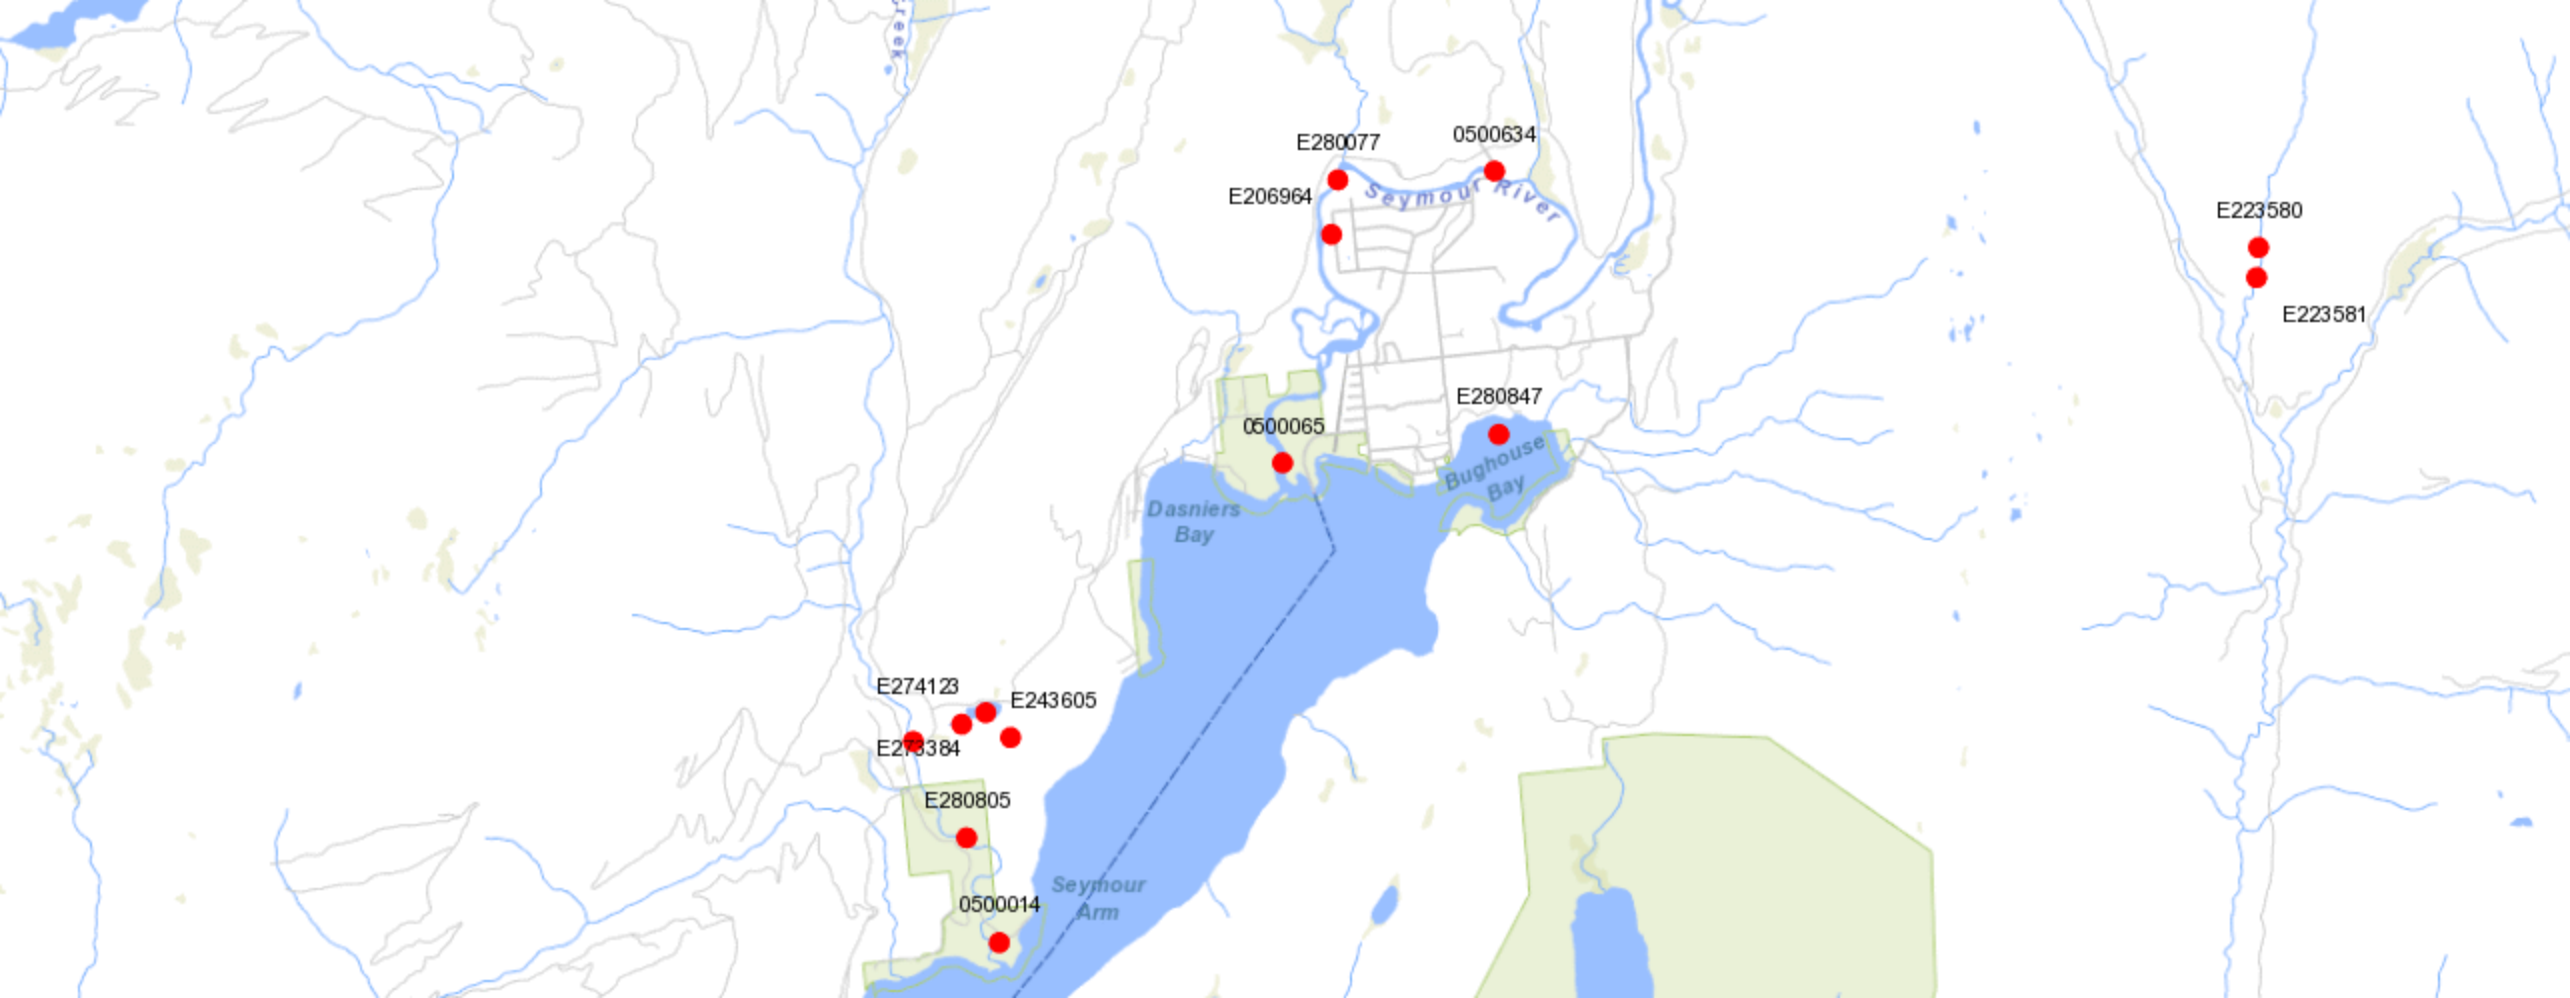 creek
E280077
0500634
E206964
Seymour River
E223580
E223581
E280847
0500065
Bughouse
Bay
Dasniers
Bay
E274123
E243605
E273384
E280805
Seymour
Arm
0500014